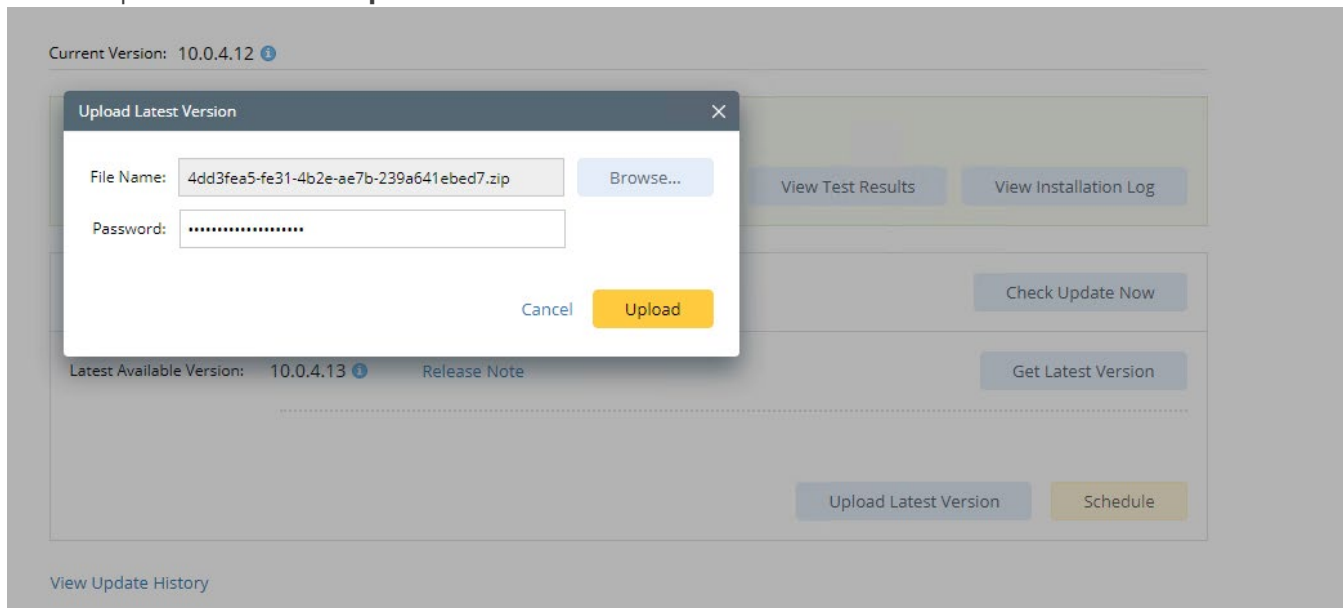 Current Version: 10.0.4.12
Upload Latest Version
File Name: 4dd3fea5-fe31-4b2e-ae7b-239a641ebed7.zip Browse...
View Test Results View Installation Log
Password: ••••••••••••••••••••
Check Update Now
Cancel Upload
Latest Available Version: 10.0.4.13 Release Note Get Latest Version
Upload Latest Version Schedule
View Update History